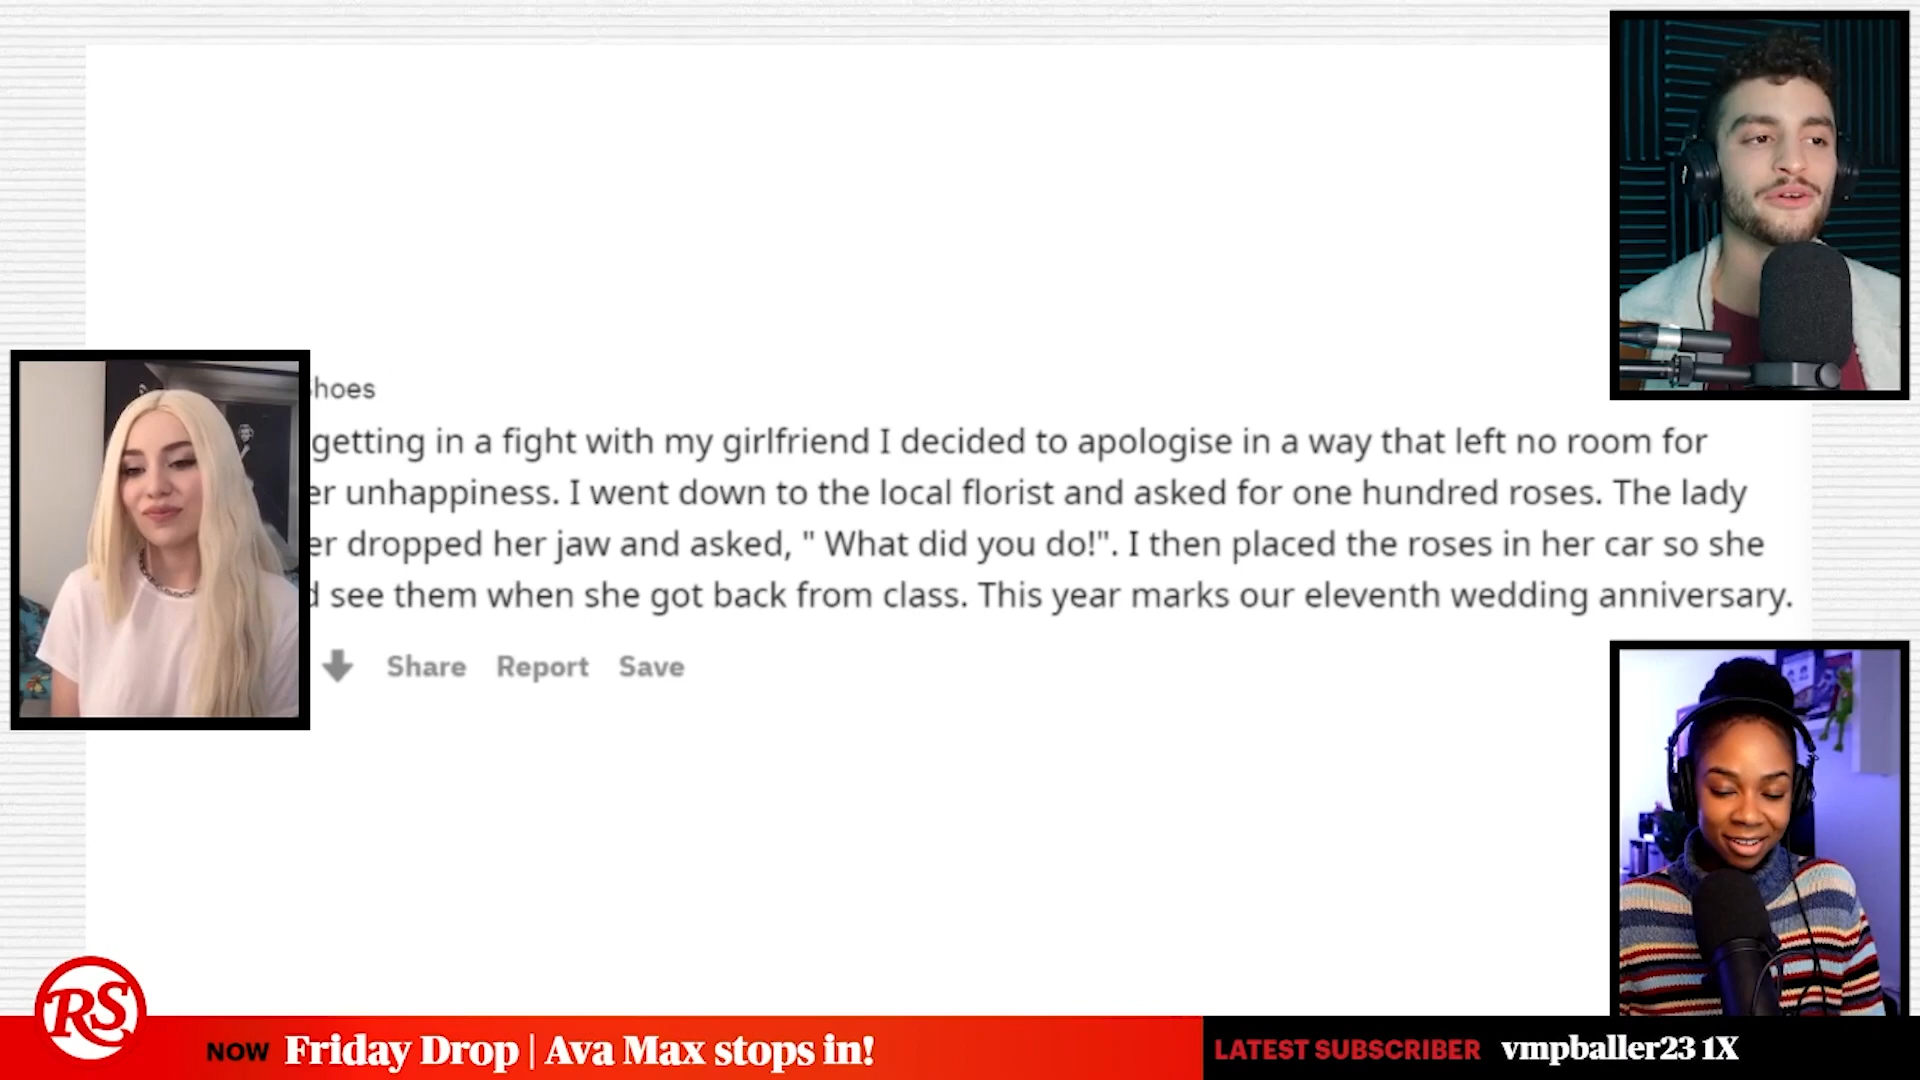 hoes
getting in a fight with my girlfriend I decided to apologise in a way that left no room for
er unhappiness. I went down to the local florist and asked for one hundred roses. The lady
er dropped her jaw and asked, " What did you do!". I then placed the roses in her car so she
d see them when she got back from class. This year marks our eleventh wedding anniversary.
Share Report Save
RS
NOW Friday Drop | Ava Max stops in!
LATEST SUBSCRIBER vmpballer23 1X